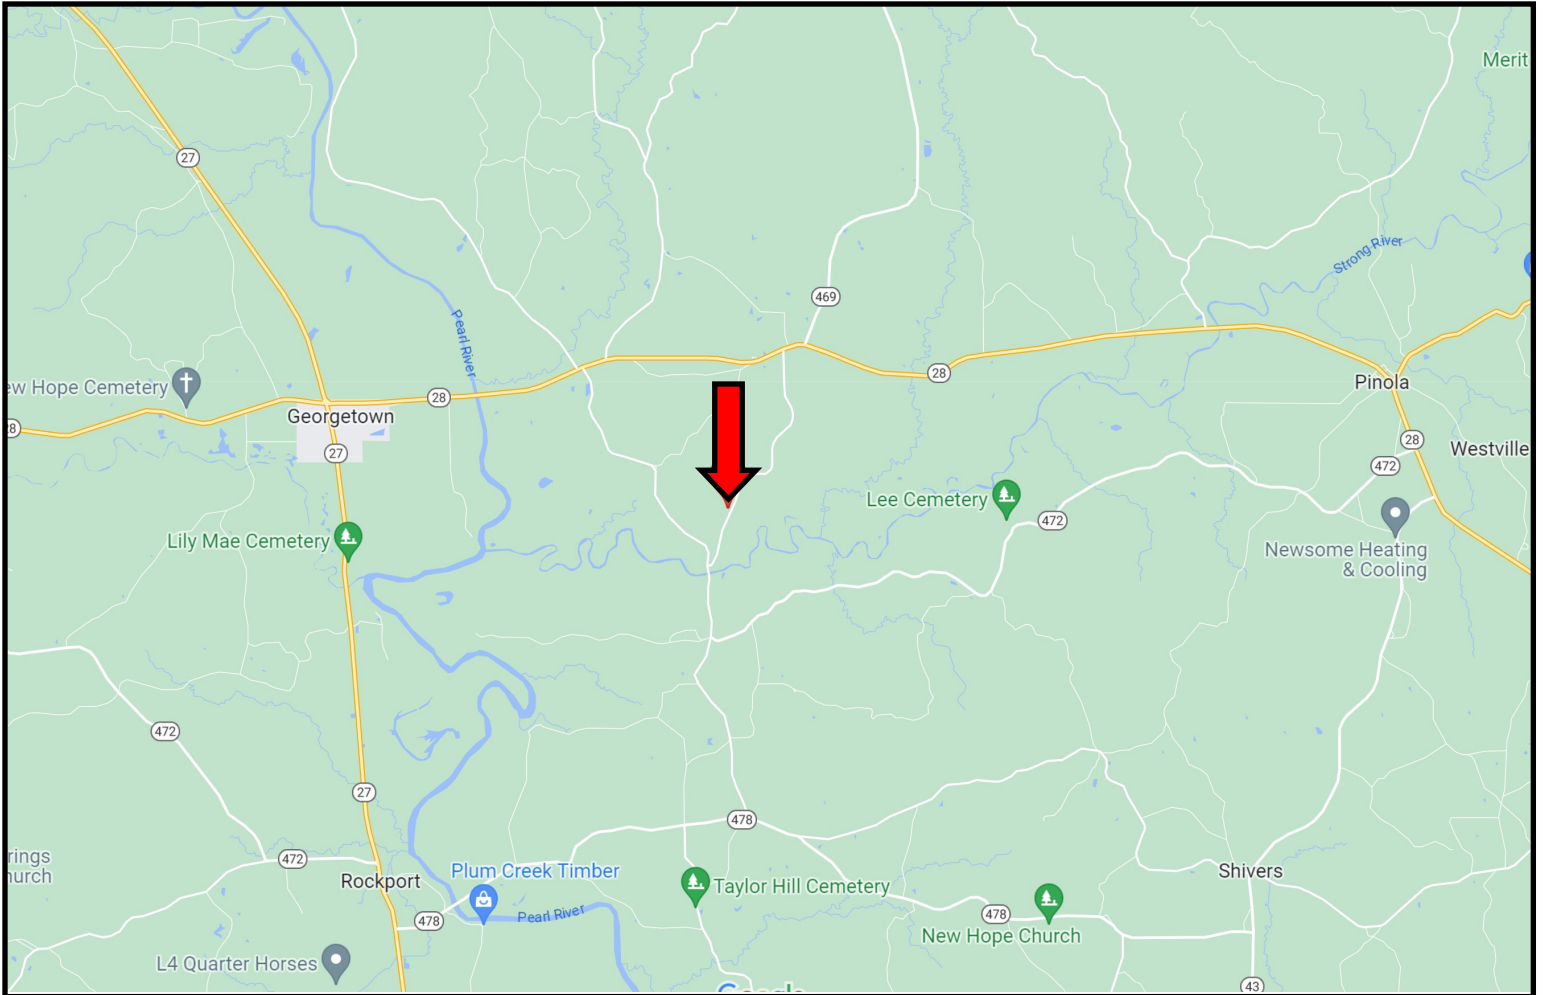 Merit
27
Strong River
469
Pearl River
28
Pinola
ew Hope Cemetery
28
Georgetown
8
28
Westville
27
472
Lee Cemetery
472
Lily Mae Cemetery
Newsome Heating
& Cooling
472
27
478
rings
hurch
472
Plum Creek Timber
Shivers
Rockport
Taylor Hill Cemetery
478
Pearl River
478
New Hope Church
L4 Quarter Horses
43
Google